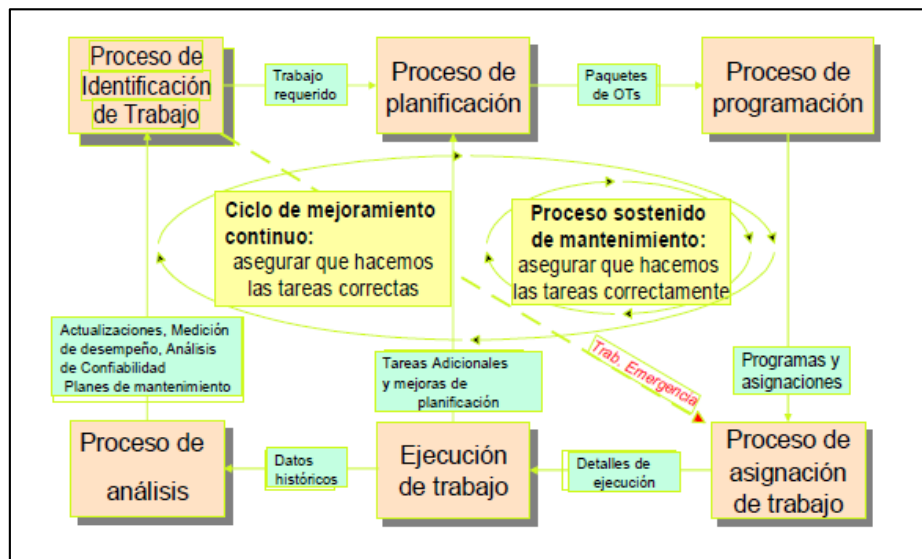 Proceso de
Identificación
de Trabajo
Trabajo
requerido
Proceso de
planificación
Paquetes
de OTs
Proceso de
programación
Ciclo de mejoramiento
continuo:
asegurar que hacemos
las tareas correctas
Proceso sostenido
de mantenimiento:
asegurar que hacemos
las tareas correctamente
Actualizaciones, Medición
de desempeño, Análisis
de Confiabilidad
Planes de mantenimiento
Tareas Adicionales
y mejoras de
planificación
Trab. Emergencia
Programas y
asignaciones
Proceso de
análisis
Datos
históricos
Ejecución
de trabajo
Detalles de
ejecución
Proceso de
asignación
de trabajo